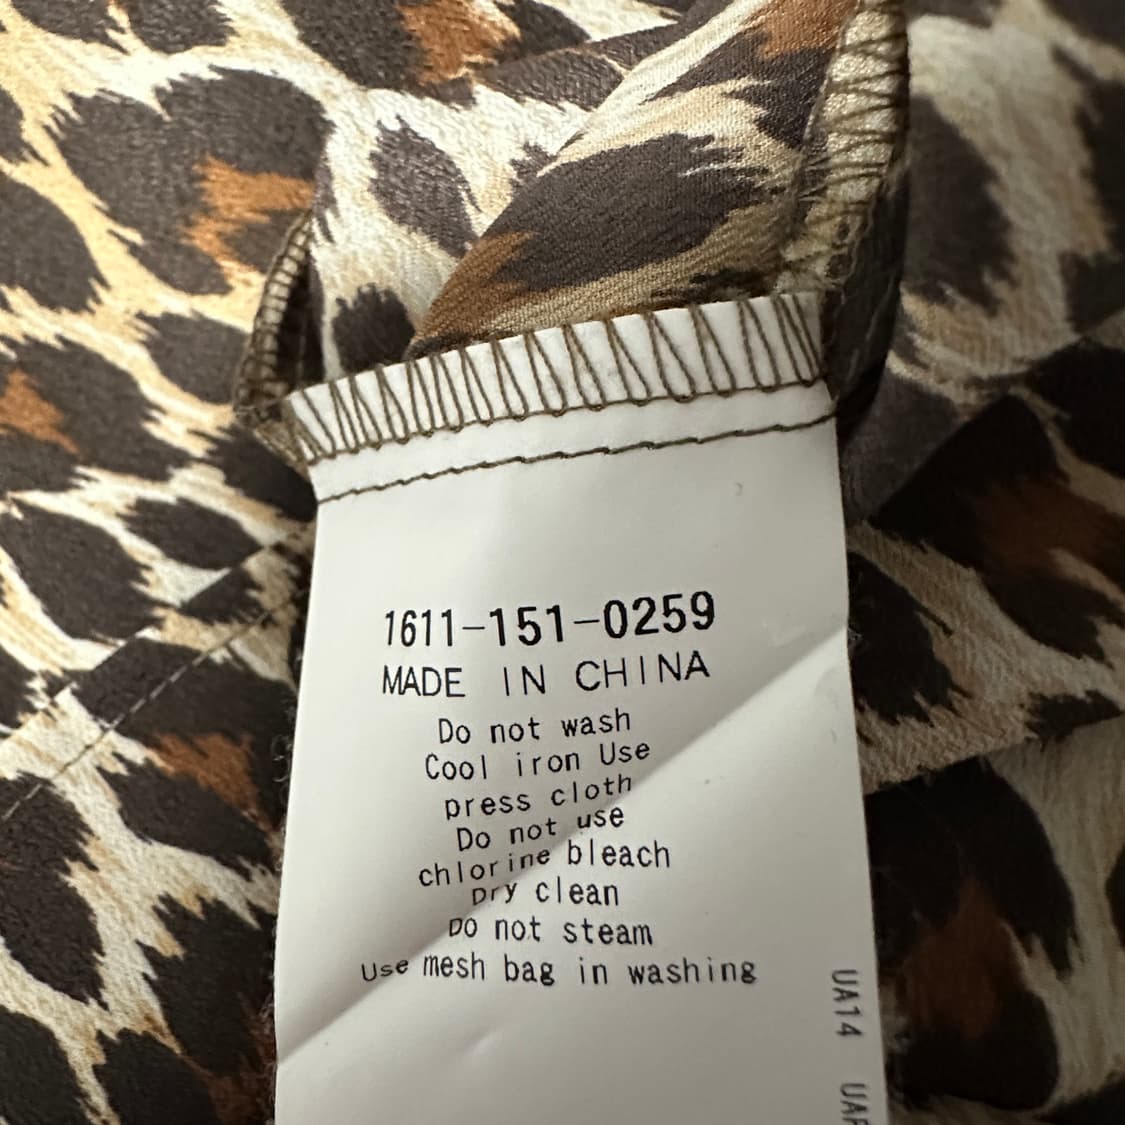 1611-151-0259
MADE IN CHINA
Do not wash
Cool iron Use
press cloth
Do not use
chlorine bleach
Dry clean
Do not steam
Use mesh bag in washing
UA14